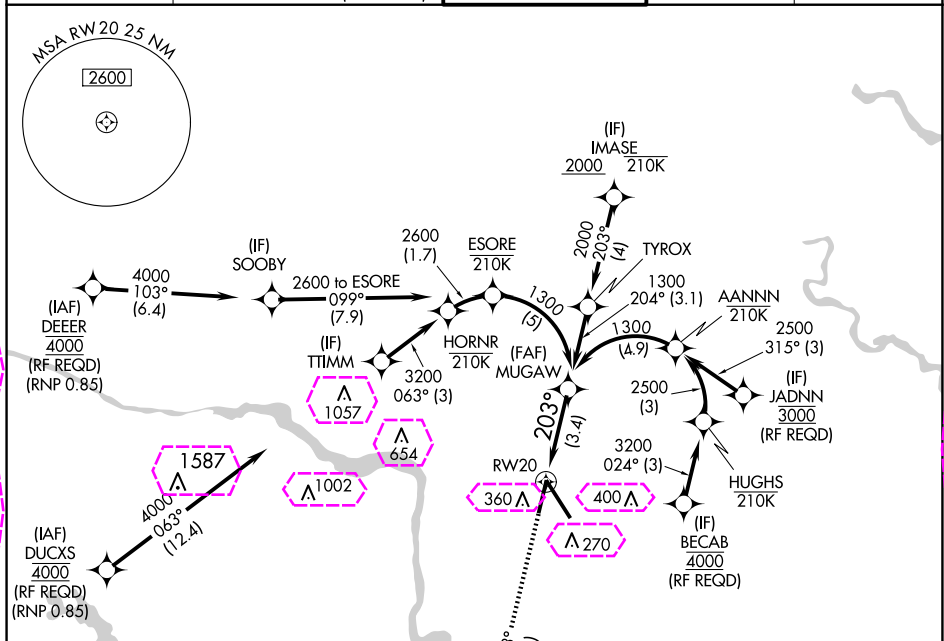 MSA RW20 25 NM
2600
(IF)
IMASE
2000 210K
2000
203°
(4)
TYROX
1300
204° (3.1)
(IF)
SOOBY
2600
(1.7)
ESORE
210K
4000
103°
(6.4)
2600 to ESORE
099°
(7.9)
1300
(5)
(IAF)
DEEER
4000
(RF REQD)
(RNP 0.85)
HORNR
210K
(IF)
TTIMM
3200
063° (3)
(FAF)
MUGAW
1300
(4.9)
AANNN
210K
2500
315° (3)
(IF)
JADNN
3000
(RF REQD)
2500
(3)
1057
654
203°
(3.4)
3200
024° (3)
HUGHS
210K
RW20
1587
1002
360
400
270
4000
063°
(12.4)
(IAF)
DUCXS
4000
(RF REQD)
(RNP 0.85)
(IF)
BECAB
4000
(RF REQD)